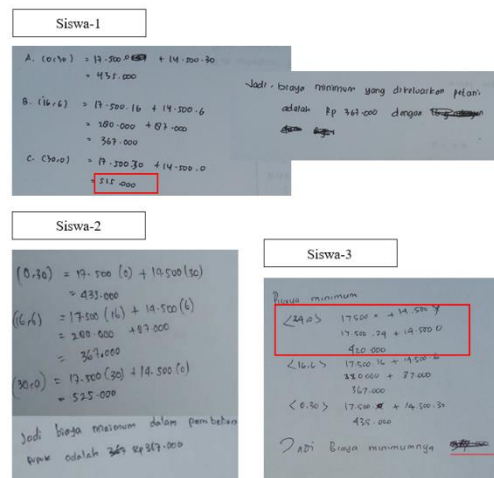 Siswa-1
A. (0,30) = 17.500.0 + 14.500.30
= 435.000
B. (16,6) = 17.500.16 + 14.500.6
= 280.000 + 87.000
= 367.000
C. (30,0) = 17.500.30 + 14.500.0
= 525.000
Jadi, biaya minimum yang dikeluarkan petani
adalah Rp 367.000 dengan
Siswa-2
(0,30) = 17.500 (0) + 14.500 (30)
= 435.000
(16,6) = 17.500 (16) + 14.500 (6)
= 280.000 + 87.000
= 367.000
(30,0) = 17.500 (30) + 14.500 (0)
= 525.000
Jadi biaya dalam pembelian
pupuk adalah Rp 367.000
Siswa-3
Biaya minimum
<24,0> 17.500 x + 14.500 y
17.500.24 + 14.500 0
420.000
<16,6> 17.500.16 + 14.500.6
280000 + 87.000
367.000
<0,30> 17.500 + 14.500.30
435.000
Jadi Biaya minimumnya